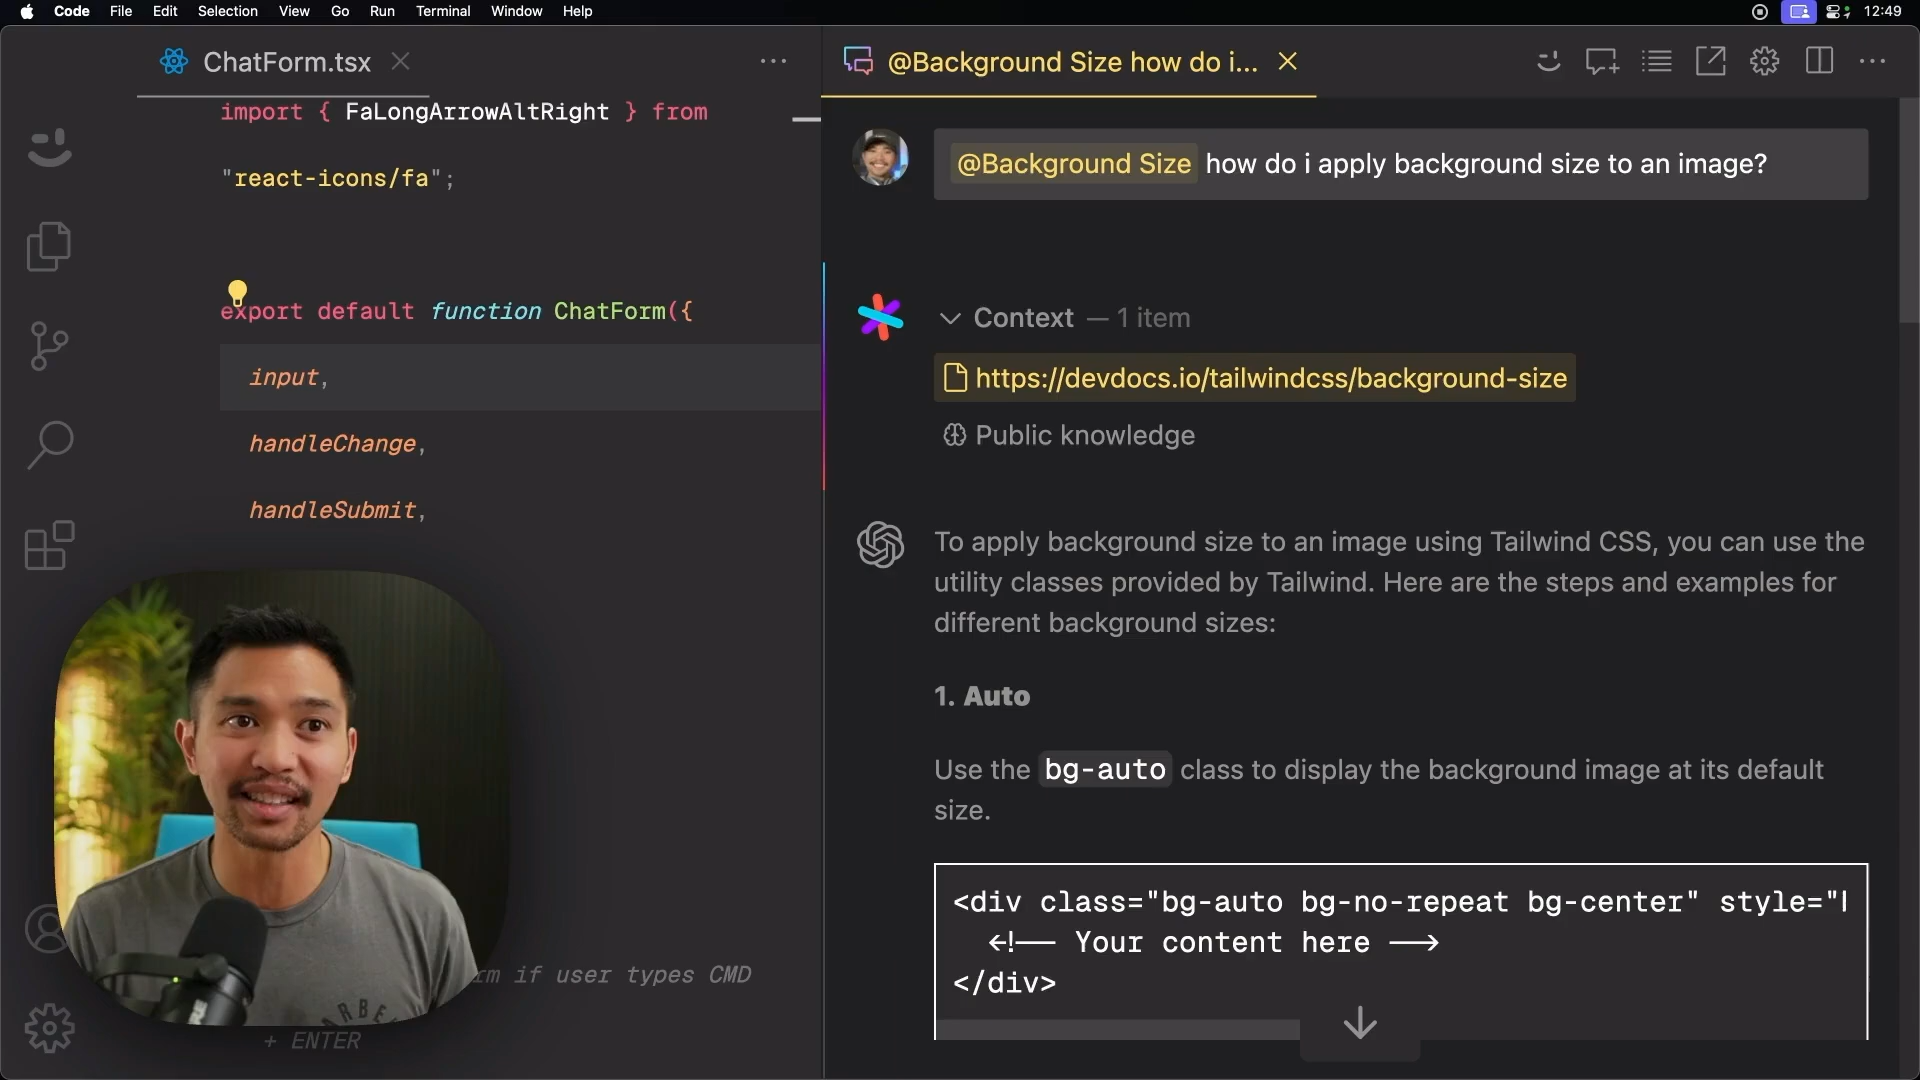 Code File Edit Selection View Go Run Terminal Window Help 12:49
ChatForm.tsx
import { FaLongArrowAltRight } from
"react-icons/fa";
export default function ChatForm({
input,
handleChange,
handleSubmit,
if user types CMD
+ ENTER
@Background Size how do i...
@Background Size how do i apply background size to an image?
Context — 1 item
https://devdocs.io/tailwindcss/background-size
Public knowledge
To apply background size to an image using Tailwind CSS, you can use the
utility classes provided by Tailwind. Here are the steps and examples for
different background sizes:
1. Auto
Use the bg-auto class to display the background image at its default
size.
<div class="bg-auto bg-no-repeat bg-center" style="
<!-- Your content here -->
</div>